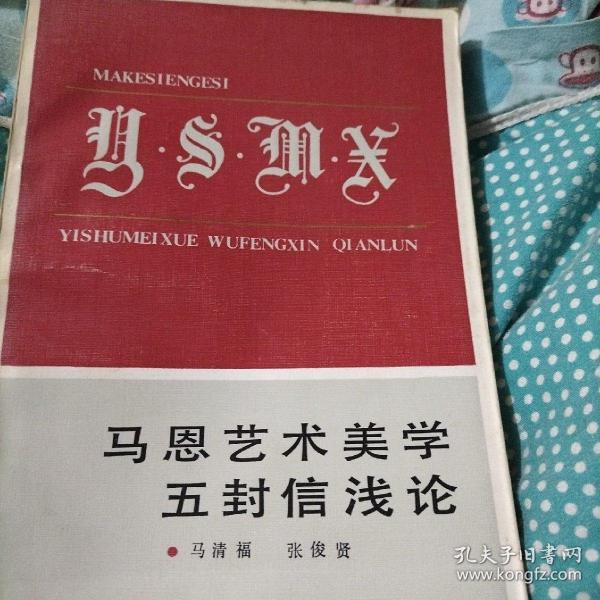 MAKESIENGESI
Y·S·M·X
YISHUMEIXUE WUFENGXIN QIANLUN
马恩艺术美学
五封信浅论
• 马清福 张俊贤
孔夫子旧书网
www.kongfz.com